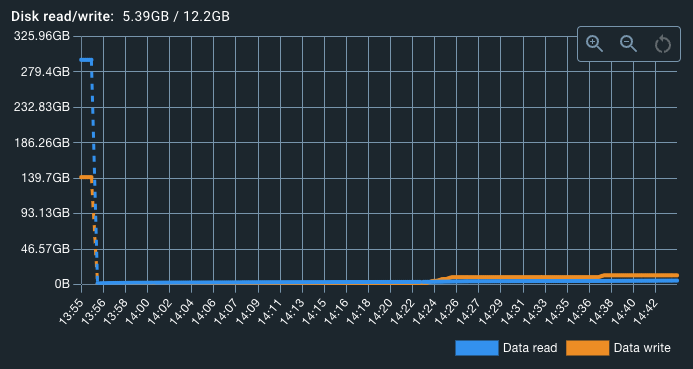 Disk read/write: 5.39GB / 12.2GB
325.96GB
279.4GB
232.83GB
186.26GB
139.7GB
93.13GB
46.57GB
0B
13:55 13:56 13:58 14:00 14:02 14:04 14:06 14:07 14:09 14:11 14:13 14:15 14:16 14:18 14:20 14:22 14:24 14:26 14:27 14:29 14:31 14:33 14:35 14:36 14:38 14:40 14:42
Data read Data write